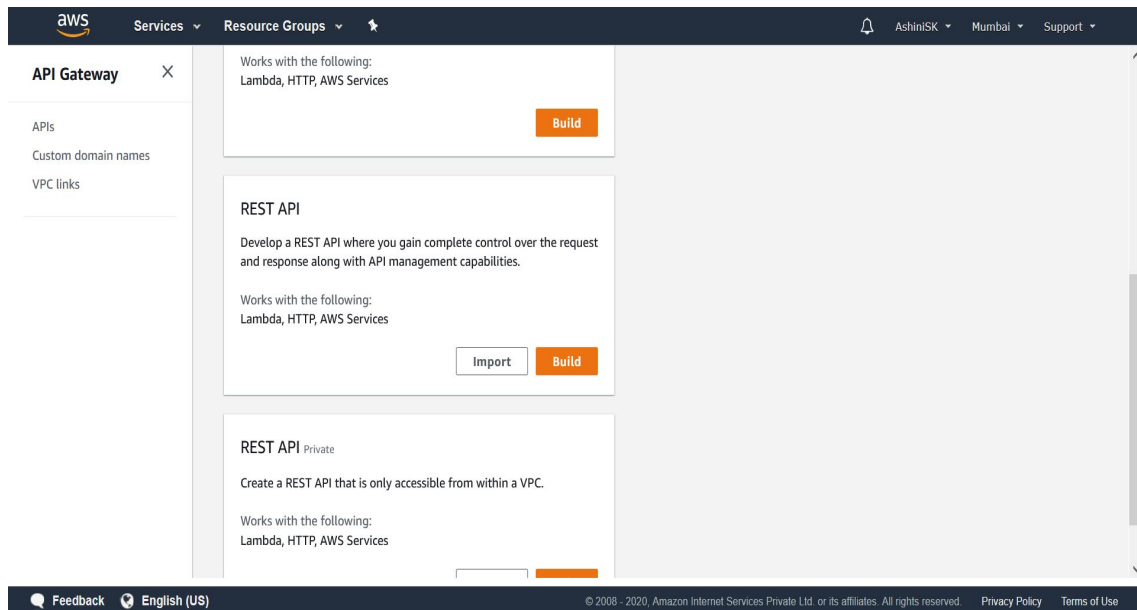 aws
Services
Resource Groups
AshiniSK
Mumbai
Support
API Gateway
APIs
Custom domain names
VPC links
Works with the following:
Lambda, HTTP, AWS Services
Build
REST API
Develop a REST API where you gain complete control over the request
and response along with API management capabilities.
Works with the following:
Lambda, HTTP, AWS Services
Import
Build
REST API Private
Create a REST API that is only accessible from within a VPC.
Works with the following:
Lambda, HTTP, AWS Services
Feedback
English (US)
© 2008 - 2020, Amazon Internet Services Private Ltd. or its affiliates. All rights reserved.
Privacy Policy
Terms of Use